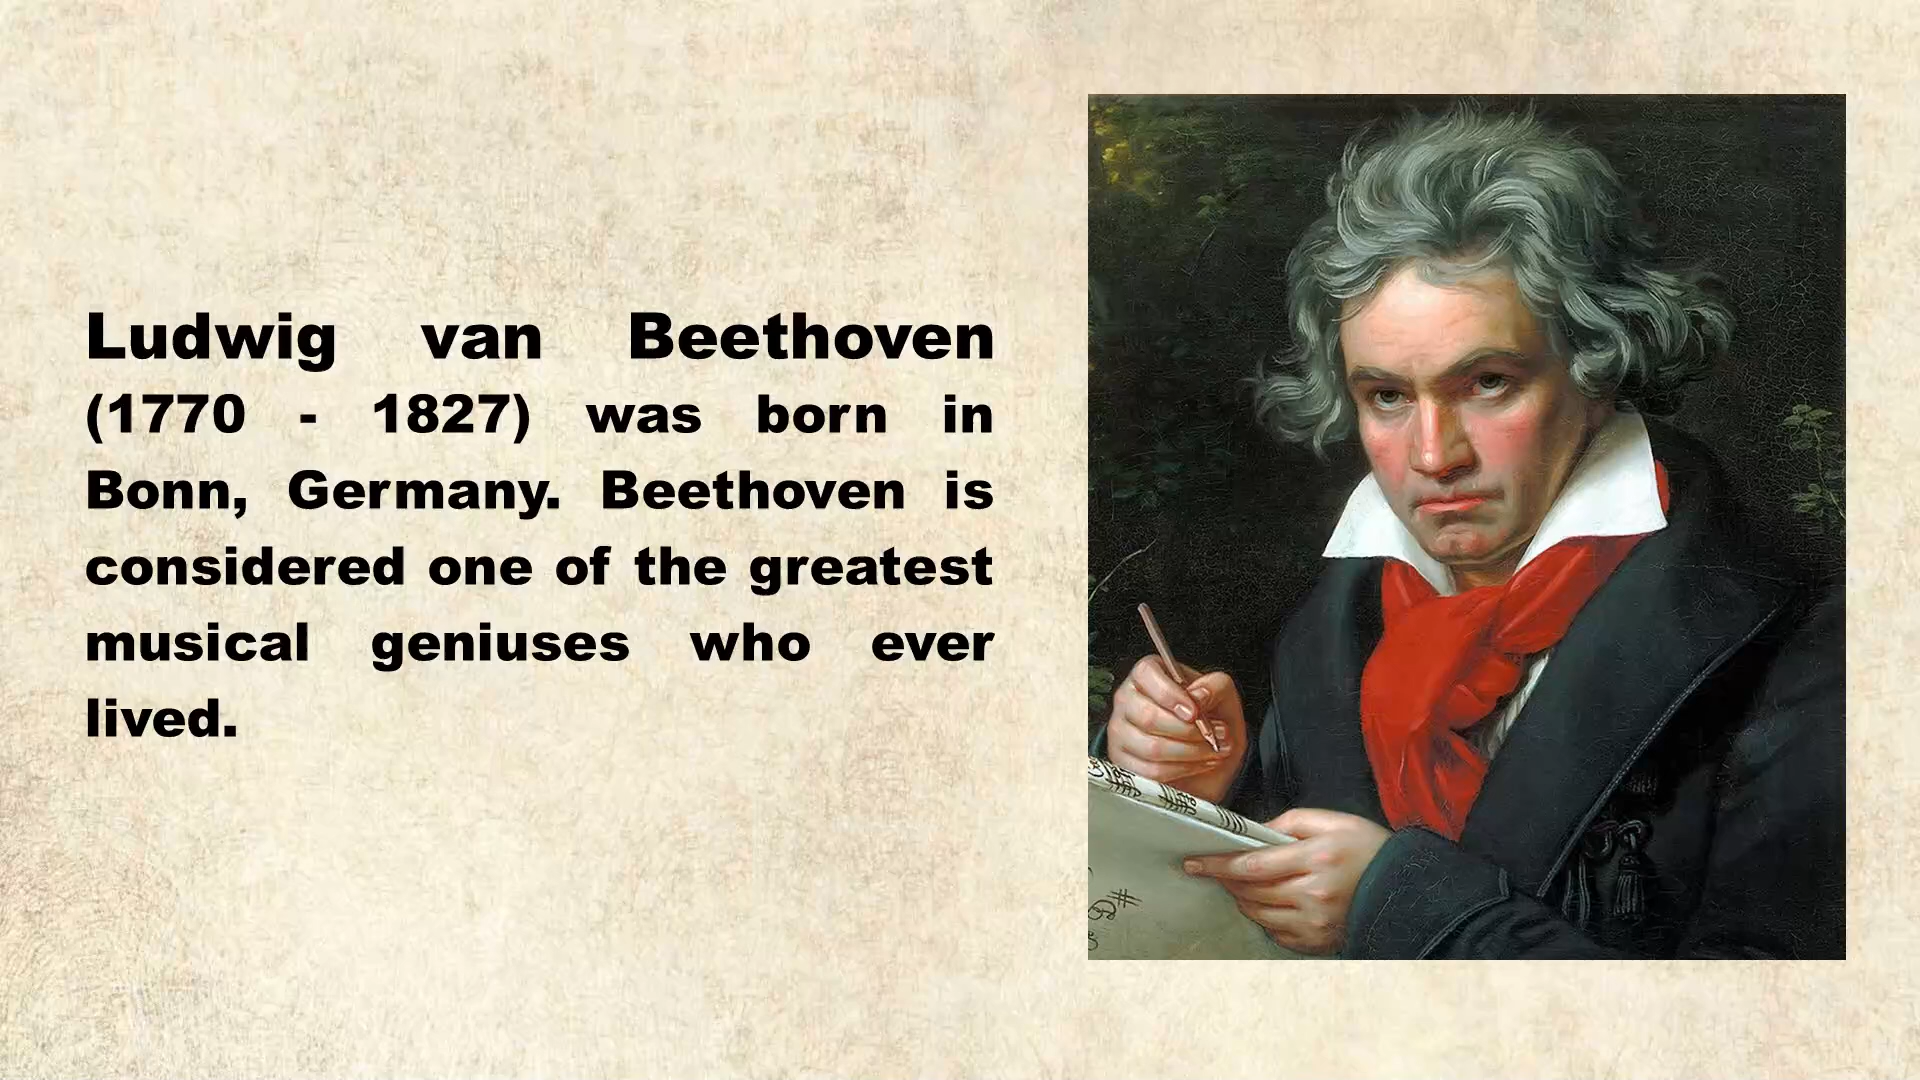 Ludwig van Beethoven
(1770 - 1827) was born in
Bonn, Germany. Beethoven is
considered one of the greatest
musical geniuses who ever
lived.